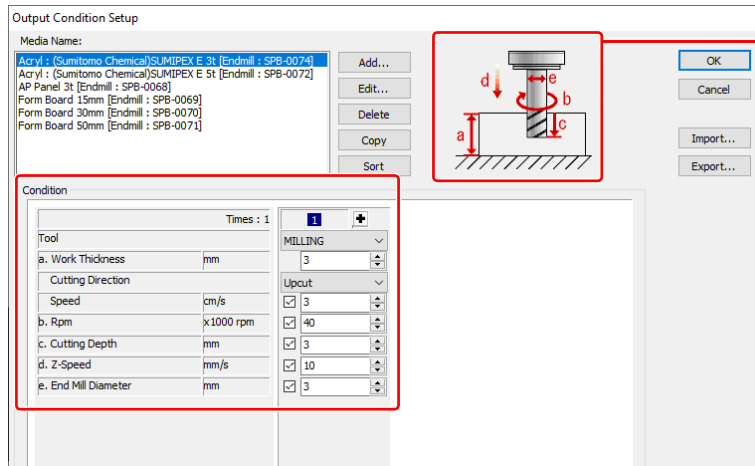 Output Condition Setup
Media Name:
Acryl : (Sumitomo Chemical)SUMIPEX E 3t [Endmill : SPB-0074]
Acryl : (Sumitomo Chemical)SUMIPEX E 5t [Endmill : SPB-0072]
AP Panel 3t [Endmill : SPB-0068]
Form Board 15mm [Endmill : SPB-0069]
Form Board 30mm [Endmill : SPB-0070]
Form Board 50mm [Endmill : SPB-0071]
Add...
Edit...
Delete
Copy
Sort
d
e
b
a
c
OK
Cancel
Import...
Export...
Condition
Times : 1 1 +
Tool MILLING
a. Work Thickness mm 3
Cutting Direction Upcut
Speed cm/s 3
b. Rpm x1000 rpm 40
c. Cutting Depth mm 3
d. Z-Speed mm/s 10
e. End Mill Diameter mm 3